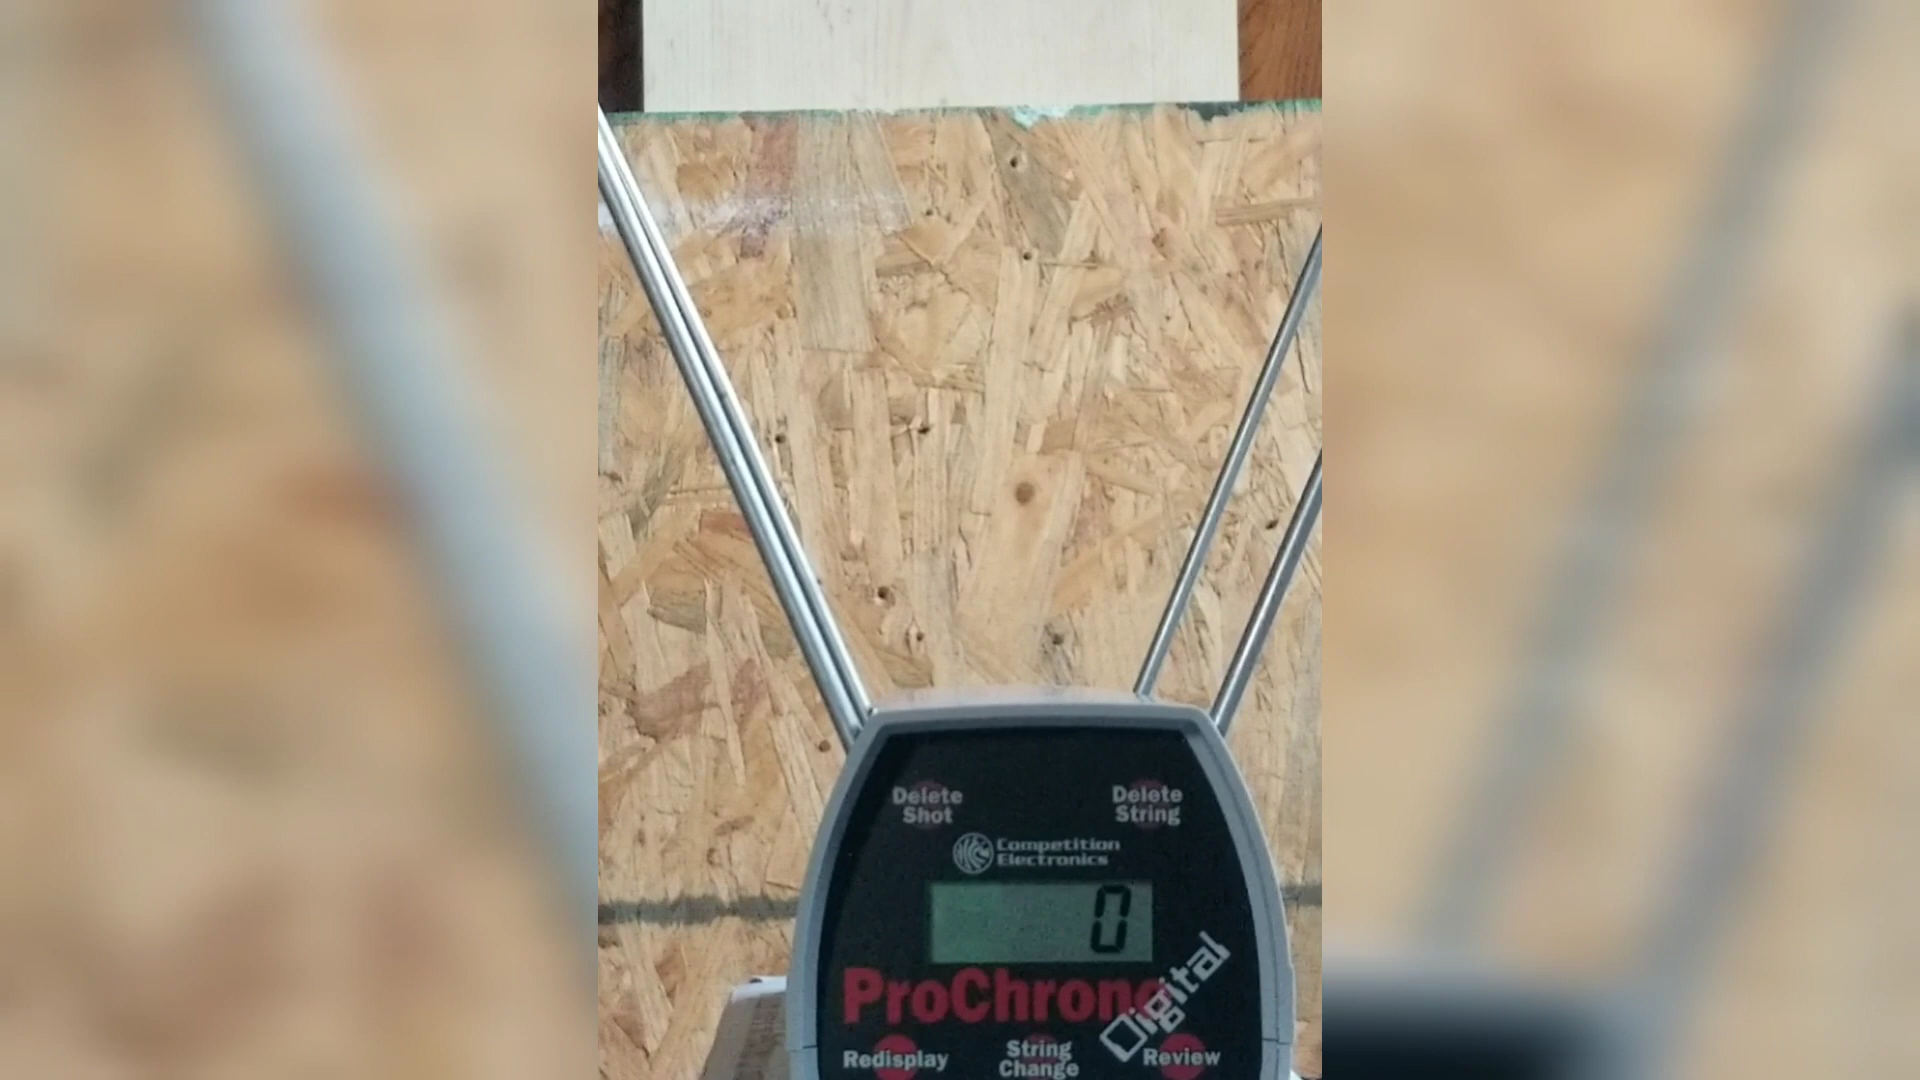 Delete
Shot
Delete
String
Competition
Electronics
0
ProChrono
Digital
Redisplay
String
Change
Review